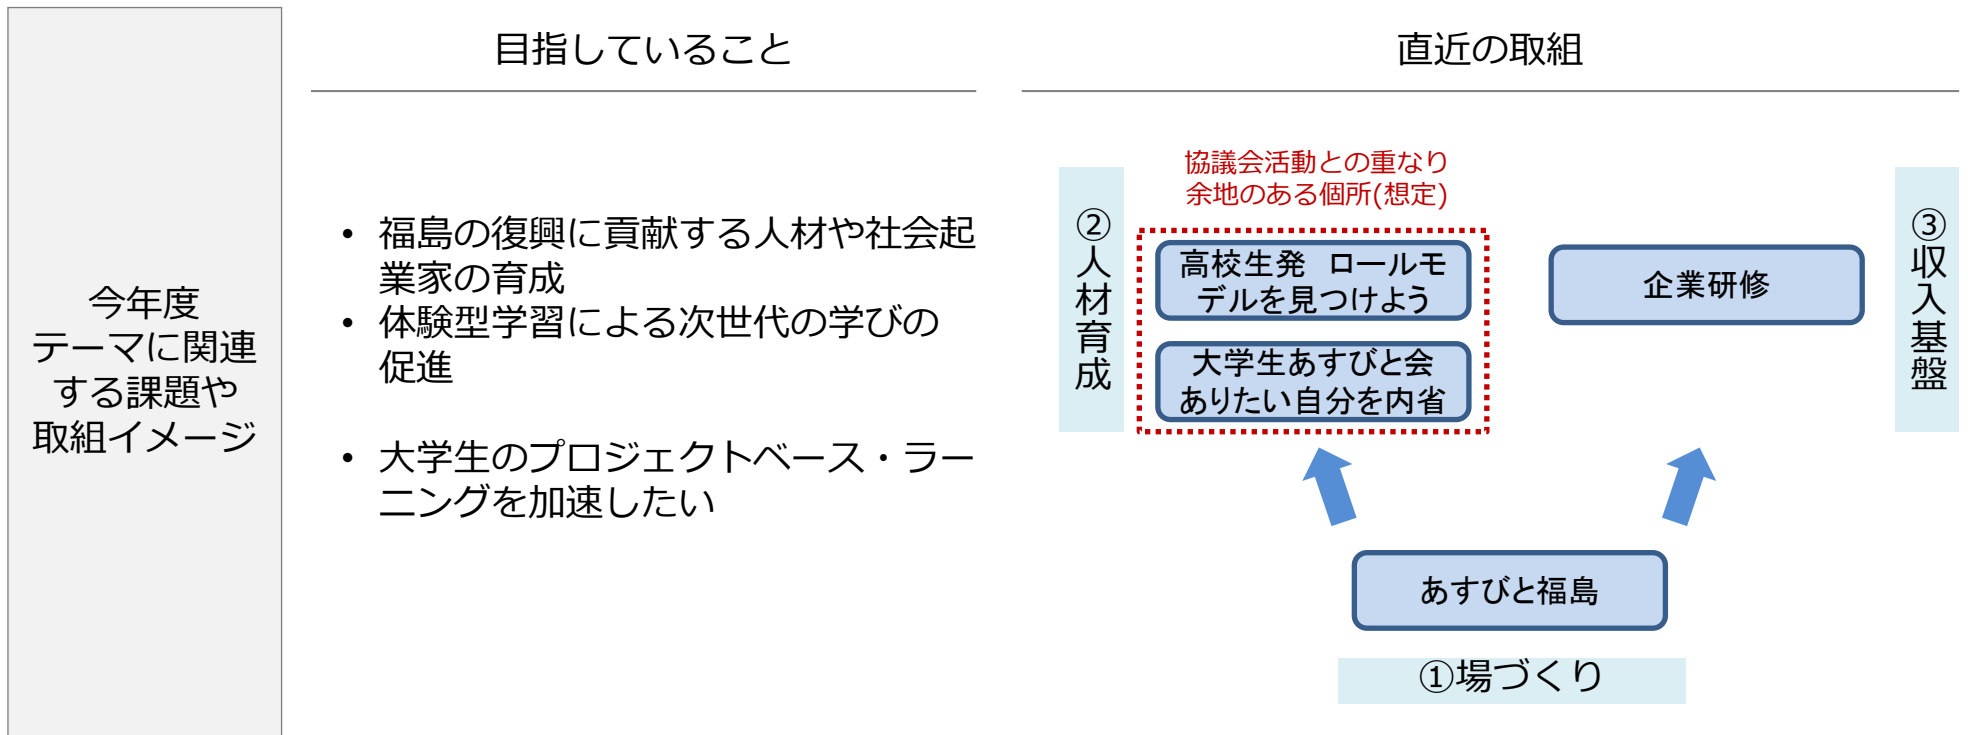 今年度
テーマに関連
する課題や
取組イメージ
目指していること
• 福島の復興に貢献する人材や社会起
業家の育成
• 体験型学習による次世代の学びの
促進
• 大学生のプロジェクトベース・ラー
ニングを加速したい
直近の取組
協議会活動との重なり
余地のある個所(想定)
②人材育成
高校生発　ロールモ
デルを見つけよう
大学生あすびと会
ありたい自分を内省
企業研修
③収入基盤
あすびと福島
①場づくり